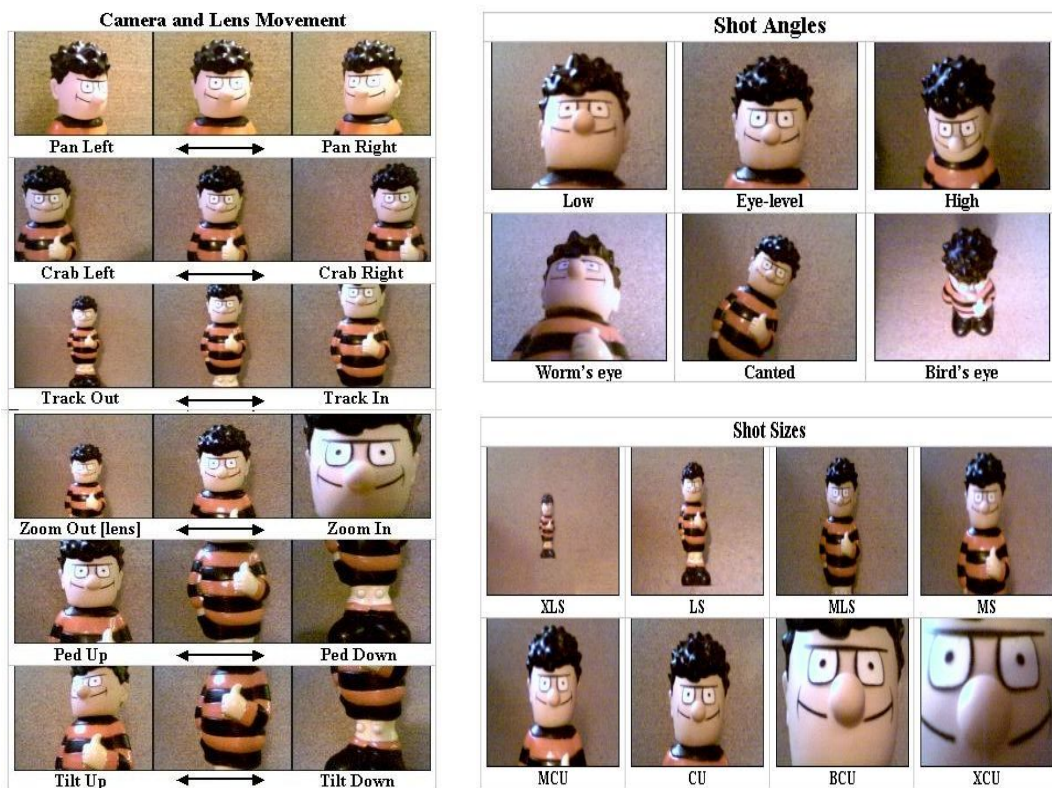 Camera and Lens Movement
Pan Left Pan Right
Crab Left Crab Right
Track Out Track In
Zoom Out [lens] Zoom In
Ped Up Ped Down
Tilt Up Tilt Down
Shot Angles
Low Eye-level High
Worm's eye Canted Bird's eye
Shot Sizes
XLS LS MLS MS
MCU CU BCU XCU